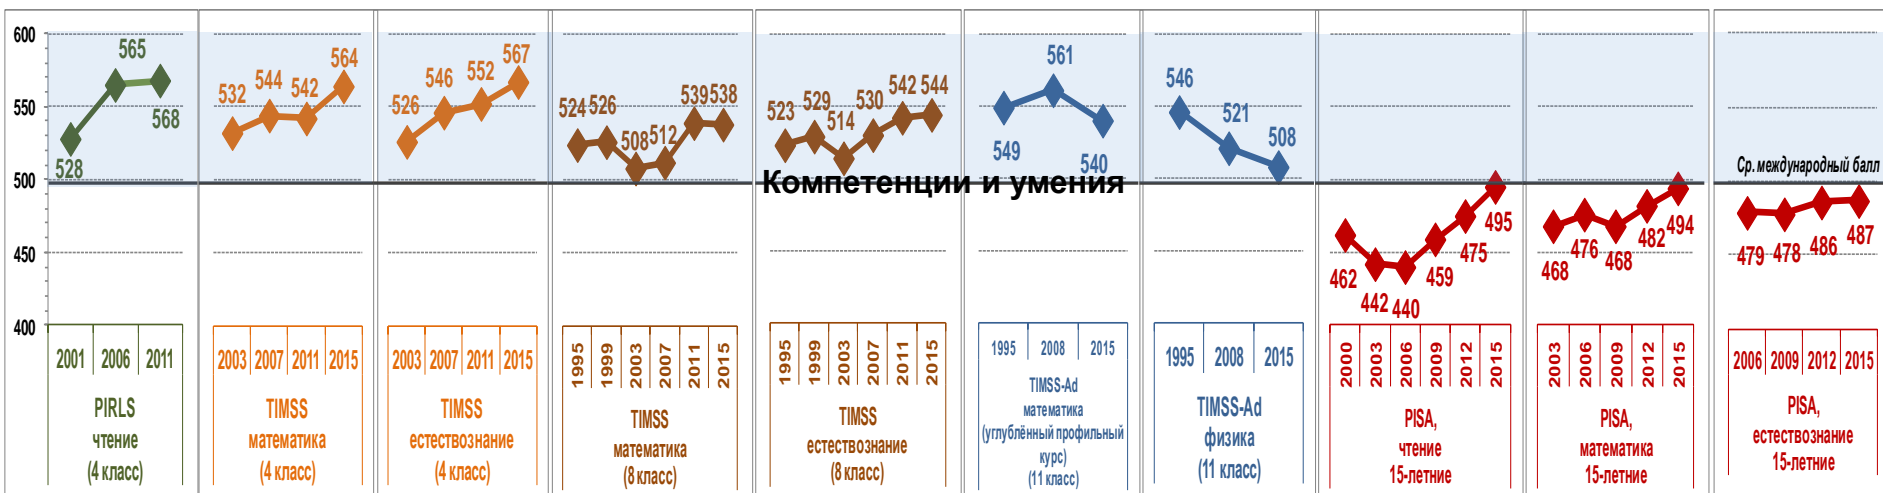 600
550
500
450
400
528
565
568
2001 2006 2011
PIRLS
чтение
(4 класс)
532
544
542
564
2003 2007 2011 2015
TIMSS
математика
(4 класс)
526
546
552
567
2003 2007 2011 2015
TIMSS
естествознание
(4 класс)
524
526
508
512
539
538
1995 1999 2003 2007 2011 2015
TIMSS
математика
(8 класс)
523
529
514
530
542
544
1995 1999 2003 2007 2011 2015
TIMSS
естествознание
(8 класс)
Компетенции и умения
549
561
540
1995 2008 2015
TIMSS-Ad
математика
(углублённый профильный
курс)
(11 класс)
546
521
508
1995 2008 2015
TIMSS-Ad
физика
(11 класс)
462
442
440
459
475
495
2000 2003 2006 2009 2012 2015
PISA,
чтение
15-летние
468
476
468
482
494
2003 2006 2009 2012 2015
PISA,
математика
15-летние
Ср. международный балл
479
478
486
487
2006 2009 2012 2015
PISA,
естествознание
15-летние